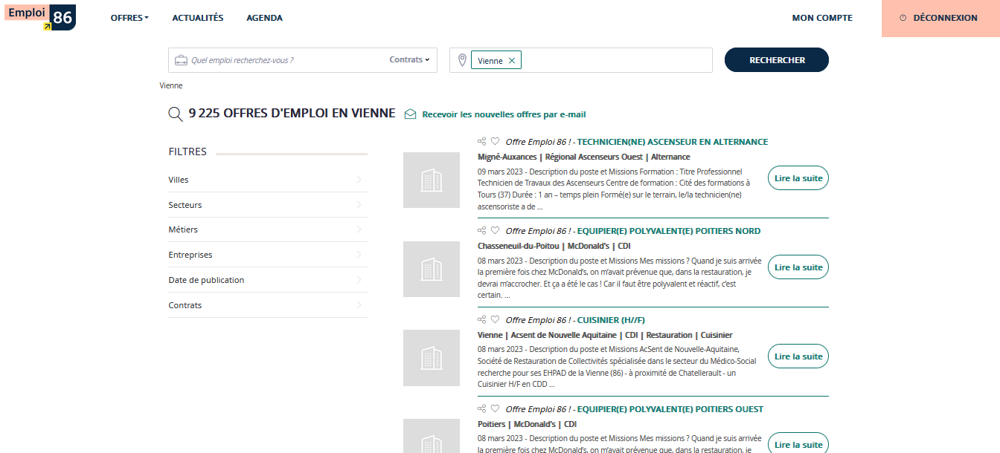 Emploi 86
OFFRES
ACTUALITÉS
AGENDA
MON COMPTE
DÉCONNEXION
Quel emploi recherchez-vous ?
Contrats
Vienne
RECHERCHER
Vienne
9 225 OFFRES D'EMPLOI EN VIENNE
Recevoir les nouvelles offres par e-mail
FILTRES
Villes
Secteurs
Métiers
Entreprises
Date de publication
Contrats
Offre Emploi 86 ! - TECHNICIEN(NE) ASCENSEUR EN ALTERNANCE
Migné-Auxances | Régional Ascenseurs Ouest | Alternance
09 mars 2023 - Description du poste et Missions Formation : Titre Professionnel
Technicien de Travaux des Ascenseurs Centre de formation : Cité des formations à
Tours (37) Durée : 1 an – temps plein Formé(e) sur le terrain, le/la technicien(ne)
ascensoriste a de ...
Lire la suite
Offre Emploi 86 ! - EQUIPIER(E) POLYVALENT(E) POITIERS NORD
Chasseneuil-du-Poitou | McDonald's | CDI
08 mars 2023 - Description du poste et Missions Mes missions ? Quand je suis arrivée
la première fois chez McDonald’s, on m’avait prévenue que, dans la restauration, je
devrai m’accrocher. Et ça a été le cas ! Car il faut être polyvalent et réactif, c’est
certain. ...
Lire la suite
Offre Emploi 86 ! - CUISINIER (H//F)
Vienne | Acsent de Nouvelle Aquitaine | CDI | Restauration | Cuisinier
08 mars 2023 - Description du poste et Missions AcSent de Nouvelle-Aquitaine,
Société de Restauration de Collectivités spécialisée dans le secteur du Médico-Social
recherche pour ses EHPAD de la Vienne (86) - à proximité de Chatellerault - un
Cuisinier H/F en CDD ...
Lire la suite
Offre Emploi 86 ! - EQUIPIER(E) POLYVALENT(E) POITIERS OUEST
Poitiers | McDonald's | CDI
08 mars 2023 - Description du poste et Missions Mes missions ? Quand je suis arrivée
la première fois chez McDonald’s, on m’avait prévenue que, dans la restauration, je
Lire la suite